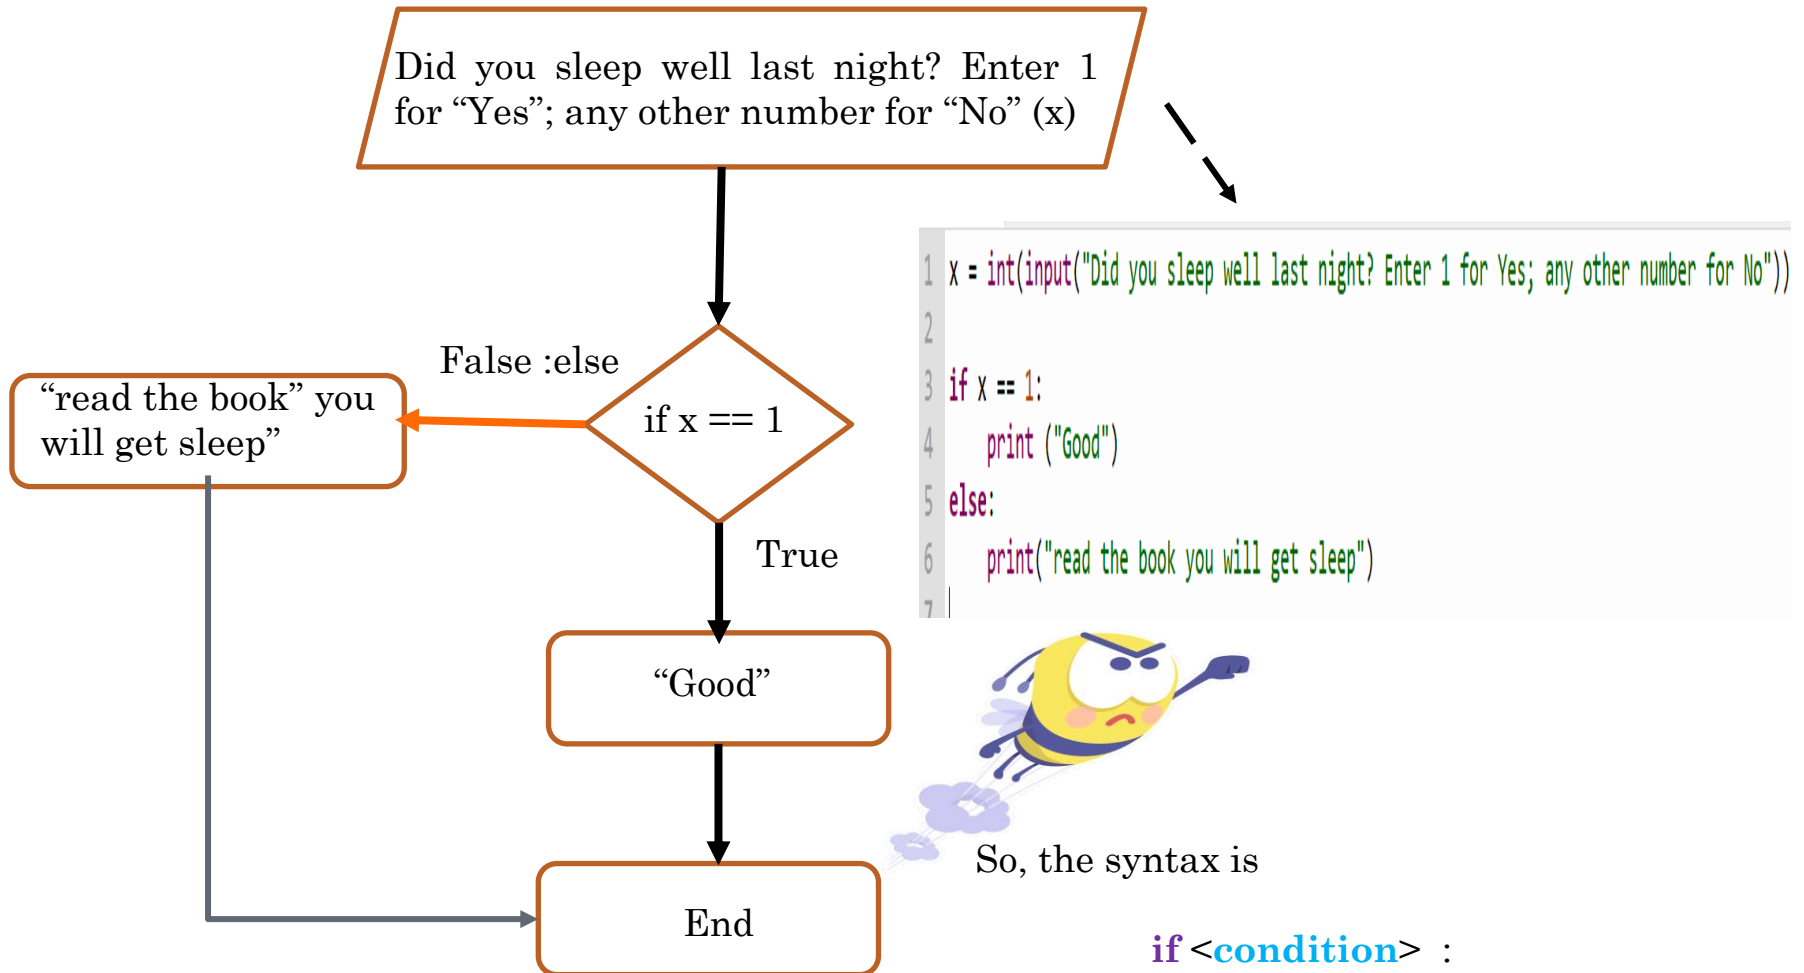 Did you sleep well last night? Enter 1
for “Yes”; any other number for “No” (x)
False :else
if x == 1
“read the book” you
will get sleep”
True
“Good”
End
1 x = int(input("Did you sleep well last night? Enter 1 for Yes; any other number for No"))
2
3 if x == 1:
4 print ("Good")
5 else:
6 print("read the book you will get sleep")
7
So, the syntax is
if <condition> :